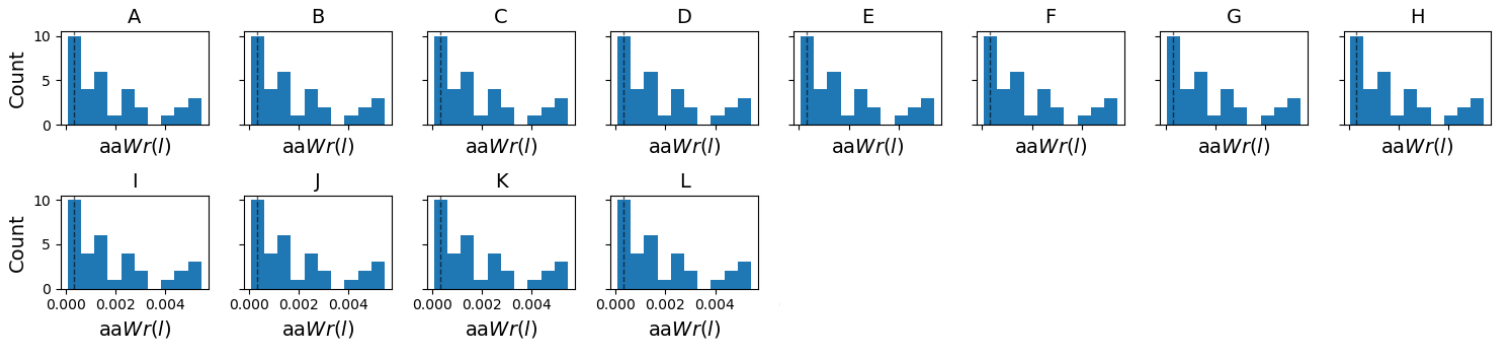 A B C D E F G H
10
5
0
Count
aaWr(l) aaWr(l) aaWr(l) aaWr(l) aaWr(l) aaWr(l) aaWr(l) aaWr(l)
I J K L
10
5
0
Count
0.000 0.002 0.004 0.000 0.002 0.004 0.000 0.002 0.004 0.000 0.002 0.004
aaWr(l) aaWr(l) aaWr(l) aaWr(l)